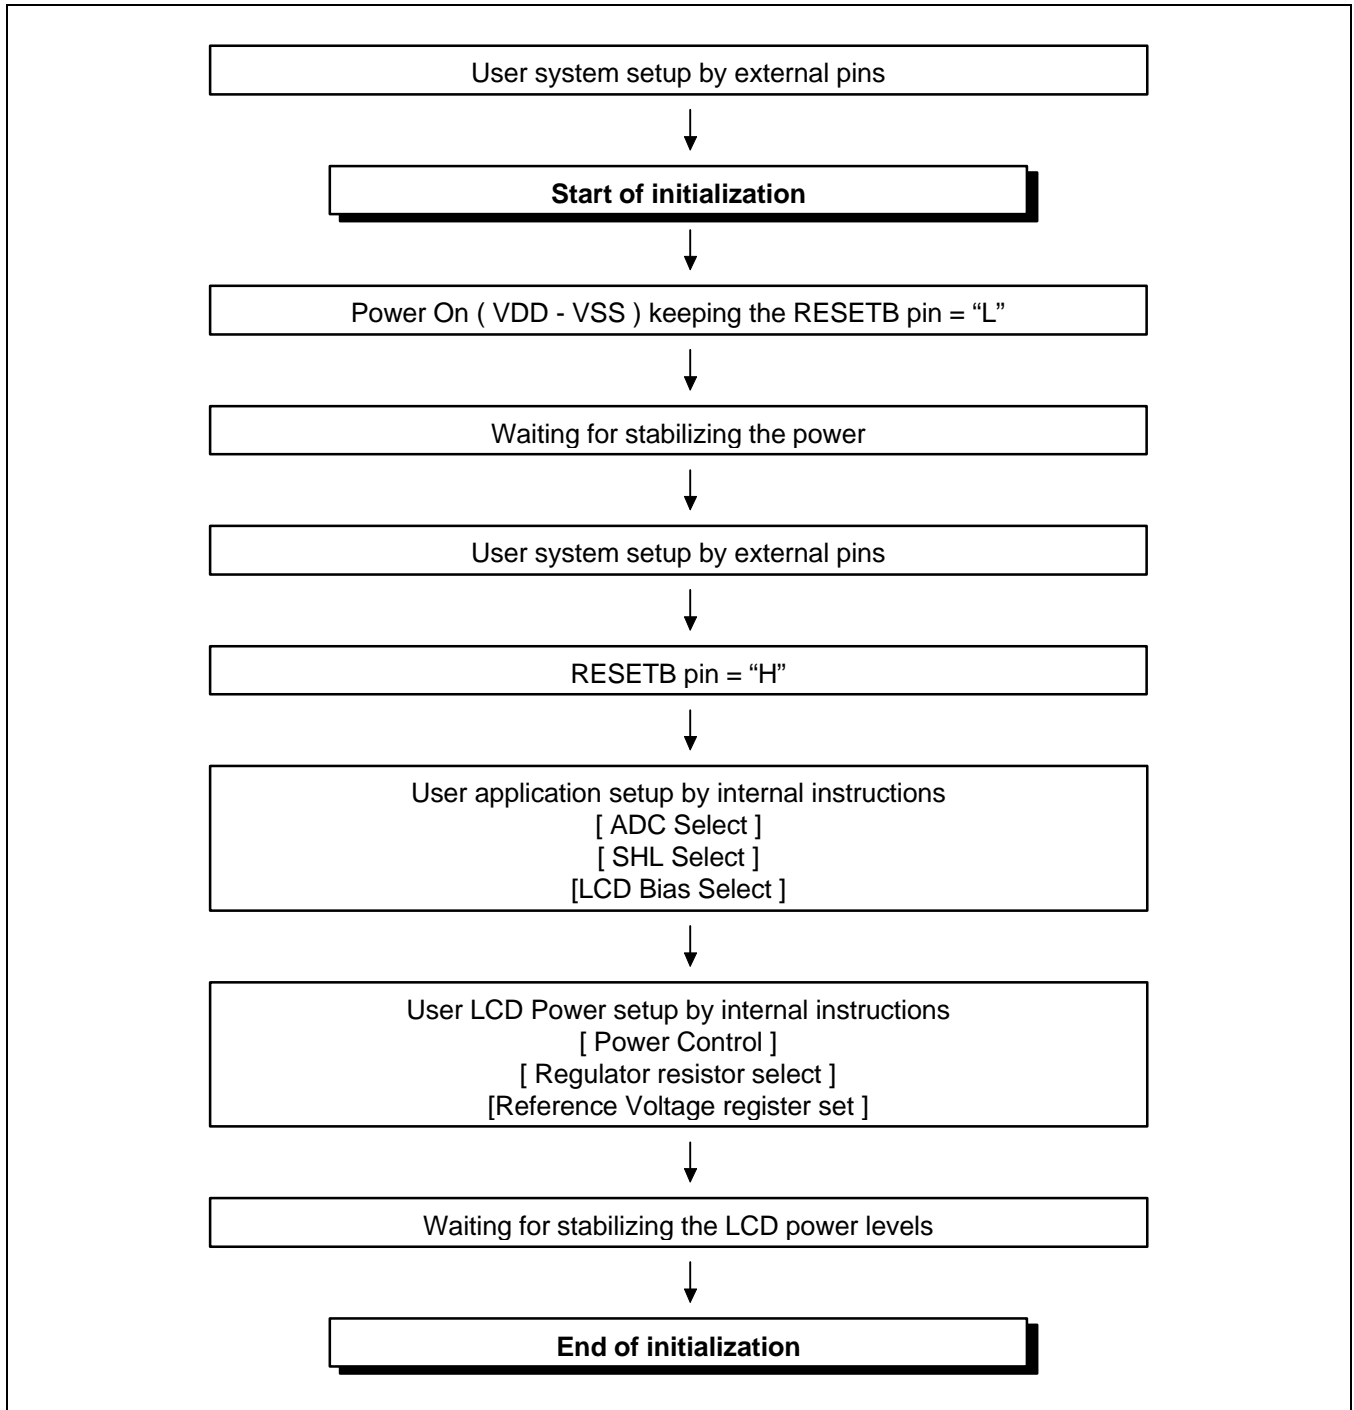 User system setup by external pins
Start of initialization
Power On ( VDD - VSS ) keeping the RESETB pin = “L”
Waiting for stabilizing the power
User system setup by external pins
RESETB pin = “H”
User application setup by internal instructions
[ ADC Select ]
[ SHL Select ]
[LCD Bias Select ]
User LCD Power setup by internal instructions
[ Power Control ]
[ Regulator resistor select ]
[Reference Voltage register set ]
Waiting for stabilizing the LCD power levels
End of initialization